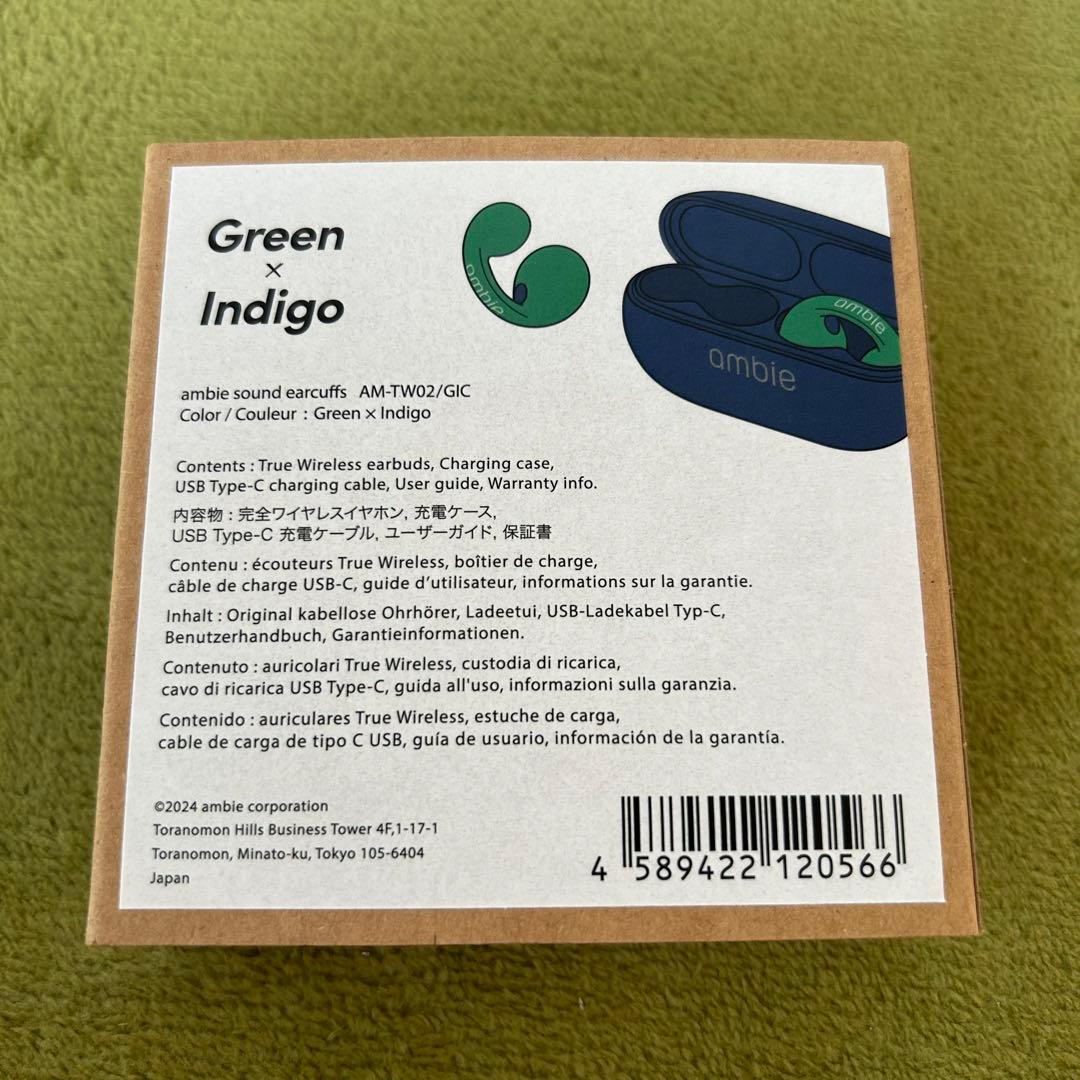 Green
×
Indigo
ambie
ambie
ambie
ambie sound earcuffs AM-TW02/GIC
Color / Couleur : Green × Indigo
Contents : True Wireless earbuds, Charging case,
USB Type-C charging cable, User guide, Warranty info.
内容物 : 完全ワイヤレスイヤホン, 充電ケース,
USB Type-C 充電ケーブル, ユーザーガイド, 保証書
Contenu : écouteurs True Wireless, boîtier de charge,
câble de charge USB-C, guide d’utilisateur, informations sur la garantie.
Inhalt : Original kabellose Ohrhörer, Ladeetui, USB-Ladekabel Typ-C,
Benutzerhandbuch, Garantieinformationen.
Contenuto : auricolari True Wireless, custodia di ricarica,
cavo di ricarica USB Type-C, guida all'uso, informazioni sulla garanzia.
Contenido : auriculares True Wireless, estuche de carga,
cable de carga de tipo C USB, guía de usuario, información de la garantía.
©2024 ambie corporation
Toranomon Hills Business Tower 4F,1-17-1
Toranomon, Minato-ku, Tokyo 105-6404
Japan
4 589422 120566